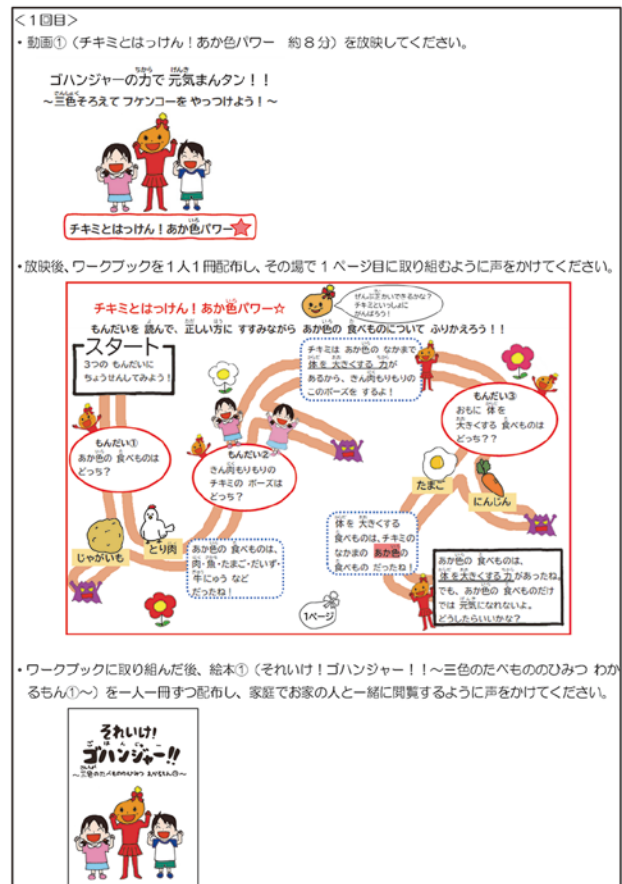 <1回目>
・動画①（チキミとはっけん！あか色パワー　約８分）を放映してください。
ゴハンジャーの力で 元気まんタン！！
～三色そろえて フケンコーを やっつけよう！～
チキミとはっけん！あか色パワー☆
・放映後、ワークブックを１人１冊配布し、その場で 1 ページ目に取り組むように声をかけてください。
チキミとはっけん！あか色パワー☆
ぜんぶ正かいできるかな？
チキミといっしょに
がんばろう！
もんだいを 読んで、正しい方に すすみながら あか色の 食べものについて ふりかえろう！！
スタート
3つの もんだいに
ちょうせんしてみよう！
チキミは あか色の なかまで
体を 大きくする 力が
あるから、きん肉もりもりの
このポーズを するよ！
もんだい①
あか色の 食べものは
どっち？
もんだい②
きん肉もりもりの
チキミの ポーズは
どっち？
もんだい③
おもに 体を
大きくする 食べものは
どっち？？
たまご
にんじん
じゃがいも
とり肉
あか色の 食べものは、
肉・魚・たまご・だいず・
牛にゅう など
だったね！
体を 大きくする
食べものは、チキミの
なかまの あか色の
食べもの だったね！
あか色の 食べものは、
体を大きくする力 があったね。
でも、あか色の 食べものだけ
では 元気になれないよ。
どうしたらいいかな？
1ページ
・ワークブックに取り組んだ後、絵本①（それいけ！ゴハンジャー！！～三色のたべもののひみつ わか
るもん①～）を一人一冊ずつ配布し、家庭でお家の人と一緒に閲覧するように声をかけてください。
それいけ！
ゴハンジャー!!
～三色のたべもののひみつ わかるもん①～